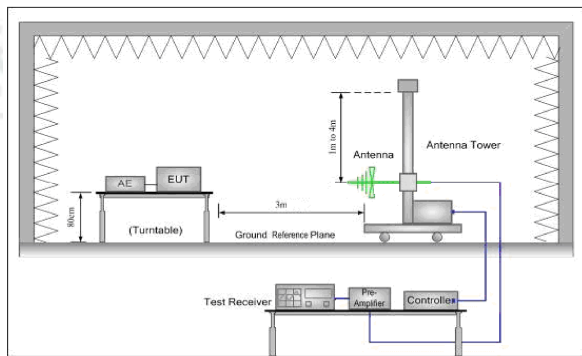 1m to 4m
Antenna
Antenna Tower
AE
EUT
80cm
(Turntable)
3m
Ground Reference Plane
Test Receiver
Pre-
Amplifier
Controller